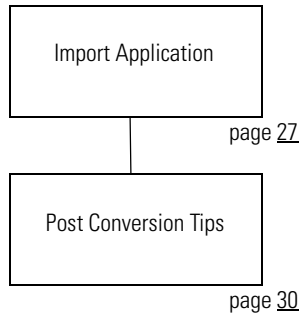 Import Application
page 27
Post Conversion Tips
page 30